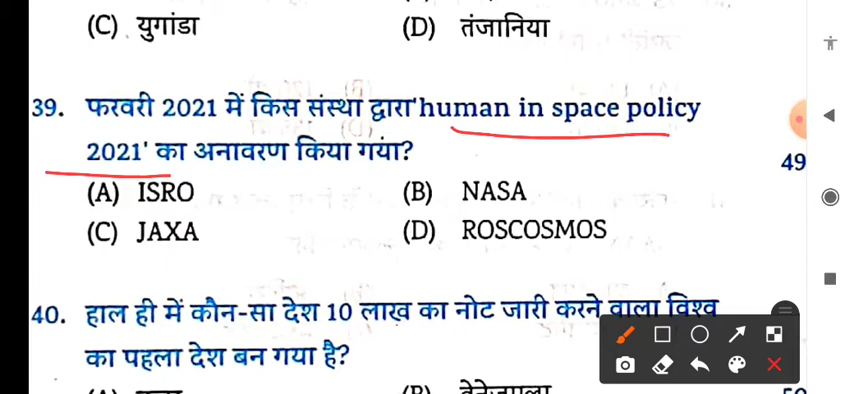 (C) युगांडा (D) तंजानिया
39. फरवरी 2021 में किस संस्था द्वारा'human in space policy
2021' का अनावरण किया गया?
49
(A) ISRO (B) NASA
(C) JAXA (D) ROSCOSMOS
40. हाल ही में कौन-सा देश 10 लाख का नोट जारी करने वाला विश्व
का पहला देश बन गया है?